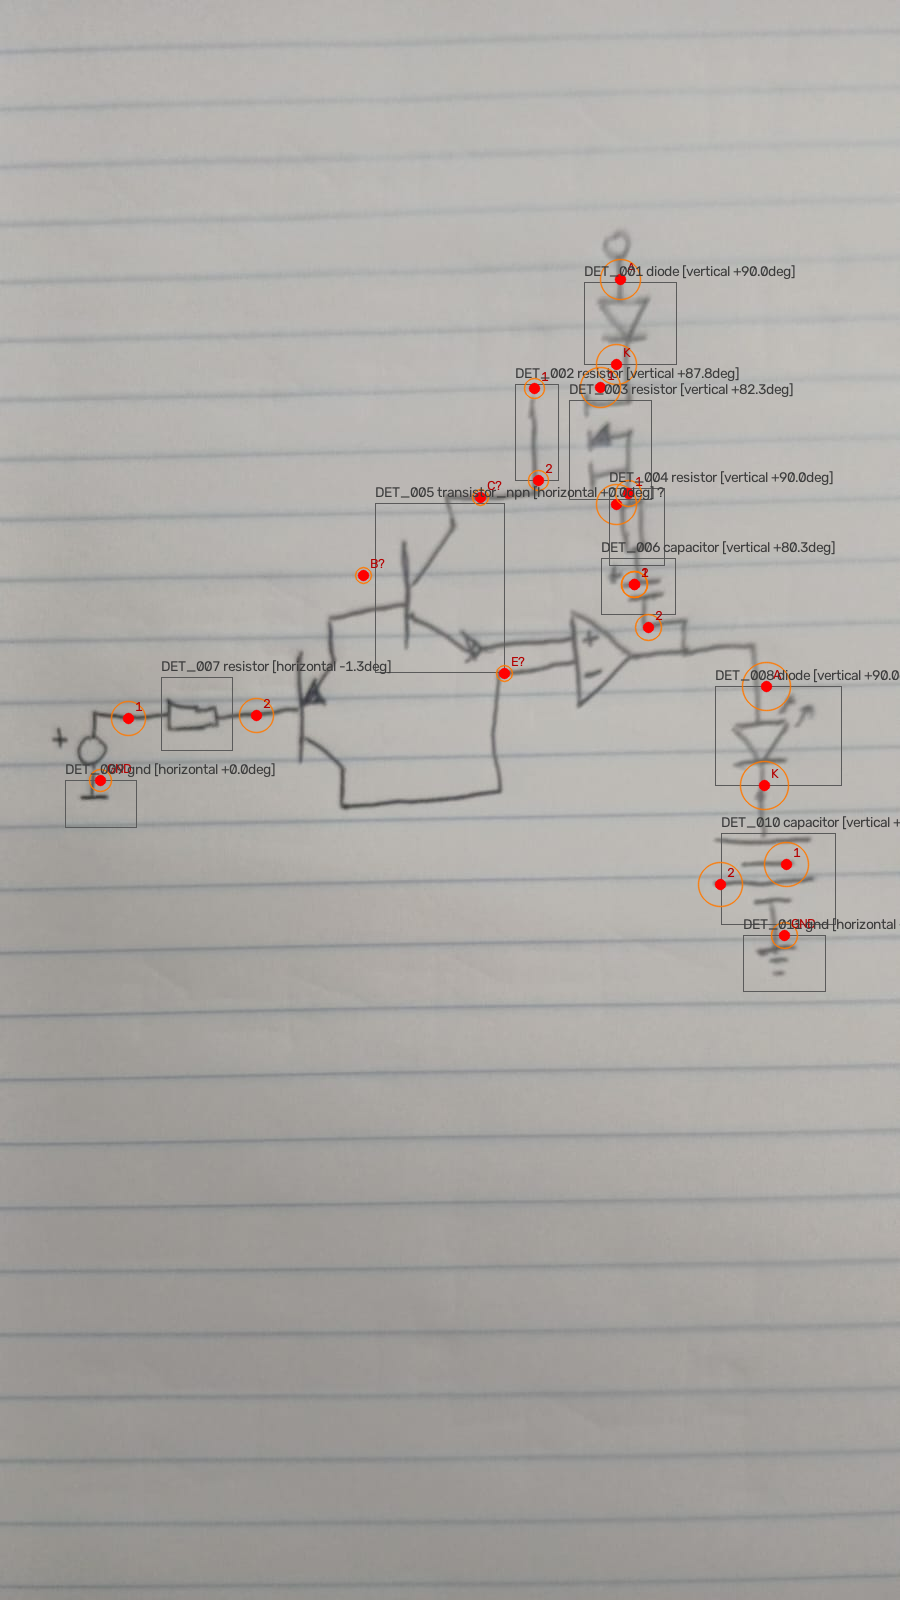 DET_001 diode [vertical +90.0deg]
A
K
DET_002 resistor [vertical +87.8deg]
1
DET_003 resistor [vertical +82.3deg]
1
2
DET_004 resistor [vertical +90.0deg]
1
DET_005 transistor_npn [horizontal +0.0deg] ?
C?
DET_006 capacitor [vertical +80.3deg]
B?
2
+
2
+
DET_007 resistor [horizontal -1.3deg]
E?
-
DET_008 diode [vertical +90.0
A
1
2
+
DET_009 gnd [horizontal +0.0deg]
GND
K
DET_010 capacitor [vertical +
1
2
gnd [horizontal
GND